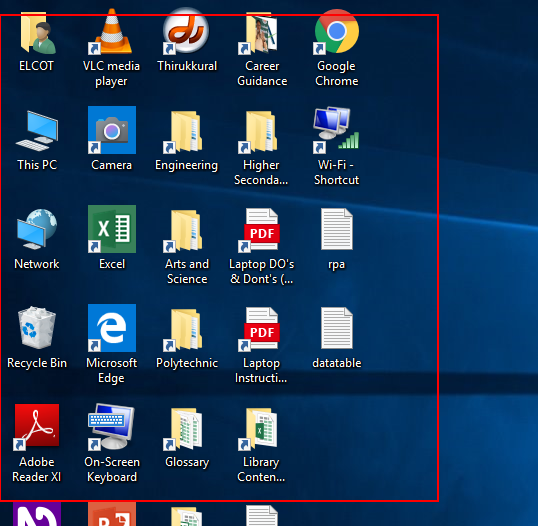 ELCOT
VLC media
player
Thirukkural
Career
Guidance
Google
Chrome
This PC
Camera
Engineering
Higher
Seconda...
Wi-Fi -
Shortcut
Network
Excel
Arts and
Science
PDF
Laptop DO's
& Dont's (...
rpa
Recycle Bin
Microsoft
Edge
Polytechnic
PDF
Laptop
Instructi...
datatable
Adobe
Reader XI
On-Screen
Keyboard
Glossary
Library
Conten...